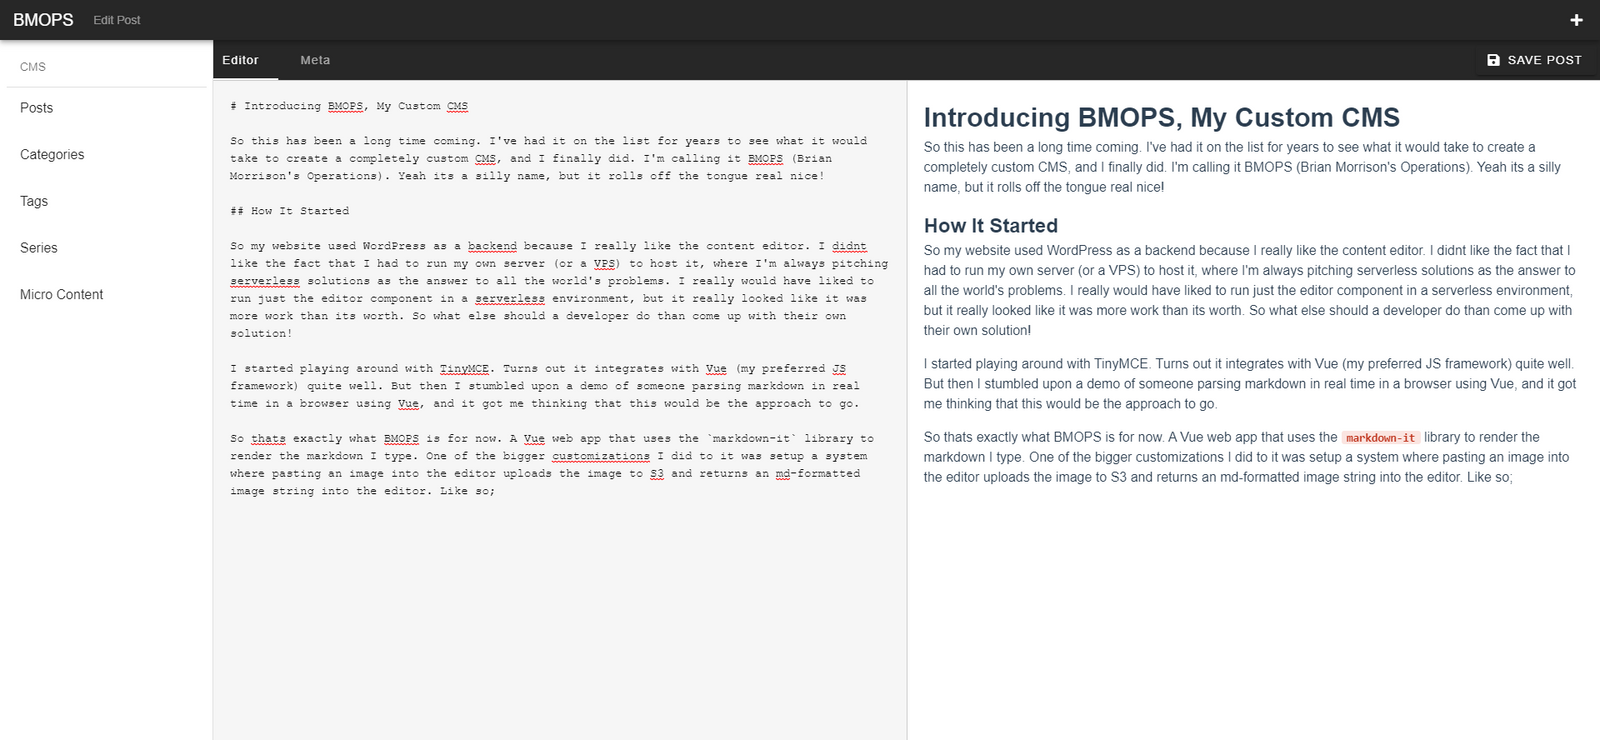 BMOPS Edit Post
CMS
Posts
Categories
Tags
Series
Micro Content
Editor Meta SAVE POST
# Introducing BMOPS, My Custom CMS
So this has been a long time coming. I've had it on the list for years to see what it would
take to create a completely custom CMS, and I finally did. I'm calling it BMOPS (Brian
Morrison's Operations). Yeah its a silly name, but it rolls off the tongue real nice!
## How It Started
So my website used WordPress as a backend because I really like the content editor. I didnt
like the fact that I had to run my own server (or a VPS) to host it, where I'm always pitching
serverless solutions as the answer to all the world's problems. I really would have liked to
run just the editor component in a serverless environment, but it really looked like it was
more work than its worth. So what else should a developer do than come up with their own
solution!
I started playing around with TinyMCE. Turns out it integrates with Vue (my preferred JS
framework) quite well. But then I stumbled upon a demo of someone parsing markdown in real
time in a browser using Vue, and it got me thinking that this would be the approach to go.
So thats exactly what BMOPS is for now. A Vue web app that uses the `markdown-it` library to
render the markdown I type. One of the bigger customizations I did to it was setup a system
where pasting an image into the editor uploads the image to S3 and returns an md-formatted
image string into the editor. Like so;
Introducing BMOPS, My Custom CMS
So this has been a long time coming. I've had it on the list for years to see what it would take to create a
completely custom CMS, and I finally did. I'm calling it BMOPS (Brian Morrison's Operations). Yeah its a silly
name, but it rolls off the tongue real nice!
How It Started
So my website used WordPress as a backend because I really like the content editor. I didnt like the fact that I
had to run my own server (or a VPS) to host it, where I'm always pitching serverless solutions as the answer to
all the world's problems. I really would have liked to run just the editor component in a serverless environment,
but it really looked like it was more work than its worth. So what else should a developer do than come up with
their own solution!
I started playing around with TinyMCE. Turns out it integrates with Vue (my preferred JS framework) quite well.
But then I stumbled upon a demo of someone parsing markdown in real time in a browser using Vue, and it got
me thinking that this would be the approach to go.
So thats exactly what BMOPS is for now. A Vue web app that uses the markdown-it library to render the
markdown I type. One of the bigger customizations I did to it was setup a system where pasting an image into
the editor uploads the image to S3 and returns an md-formatted image string into the editor. Like so;